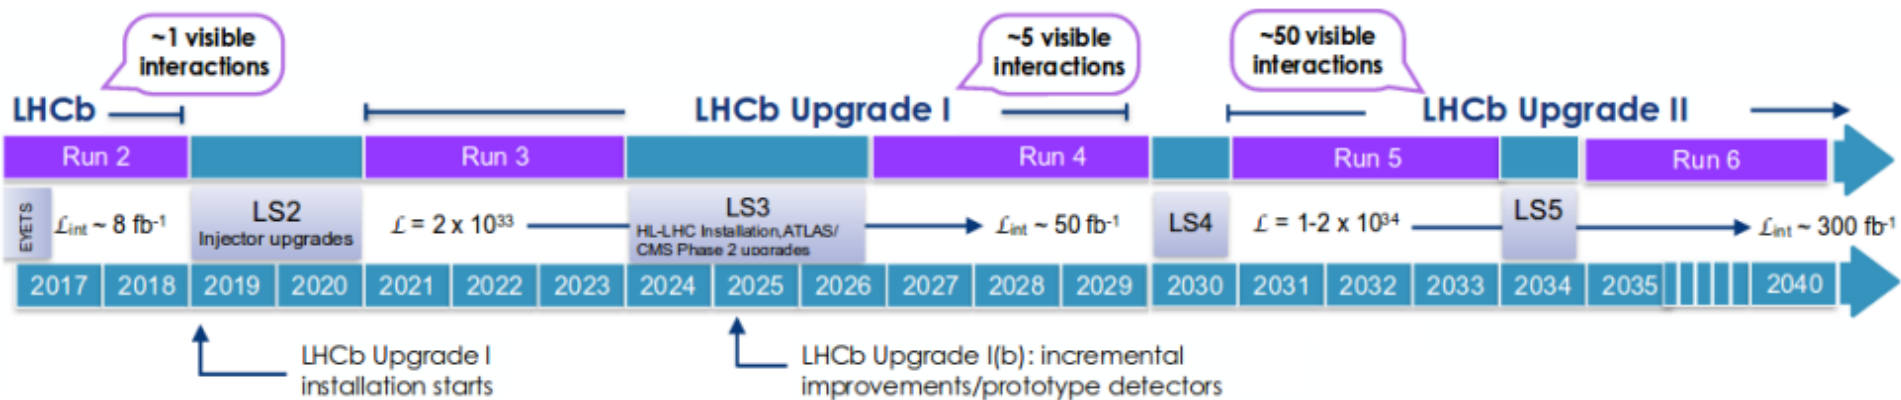 ~1 visible
interactions
~5 visible
interactions
~50 visible
interactions
LHCb
LHCb Upgrade I
LHCb Upgrade II
Run 2
Run 3
Run 4
Run 5
Run 6
EYETS
ℒint ~ 8 fb⁻¹
LS2
Injector upgrades
ℒ = 2 x 10³³
LS3
HL-LHC Installation,ATLAS/
CMS Phase 2 upgrades
ℒint ~ 50 fb⁻¹
LS4
ℒ = 1-2 x 10³⁴
LS5
ℒint ~ 300 fb⁻¹
2017 2018 2019 2020 2021 2022 2023 2024 2025 2026 2027 2028 2029 2030 2031 2032 2033 2034 2035 2040
LHCb Upgrade I
installation starts
LHCb Upgrade I(b): incremental
improvements/prototype detectors